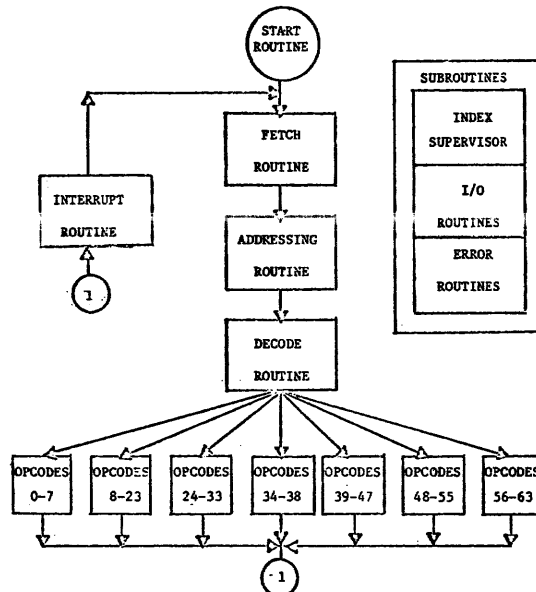 START
ROUTINE
SUBROUTINES
INDEX
SUPERVISOR
I/O
ROUTINES
ERROR
ROUTINES
FETCH
ROUTINE
INTERRUPT
ROUTINE
1
ADDRESSING
ROUTINE
DECODE
ROUTINE
OPCODES
0-7
OPCODES
8-23
OPCODES
24-33
OPCODES
34-38
OPCODES
39-47
OPCODES
48-55
OPCODES
56-63
1